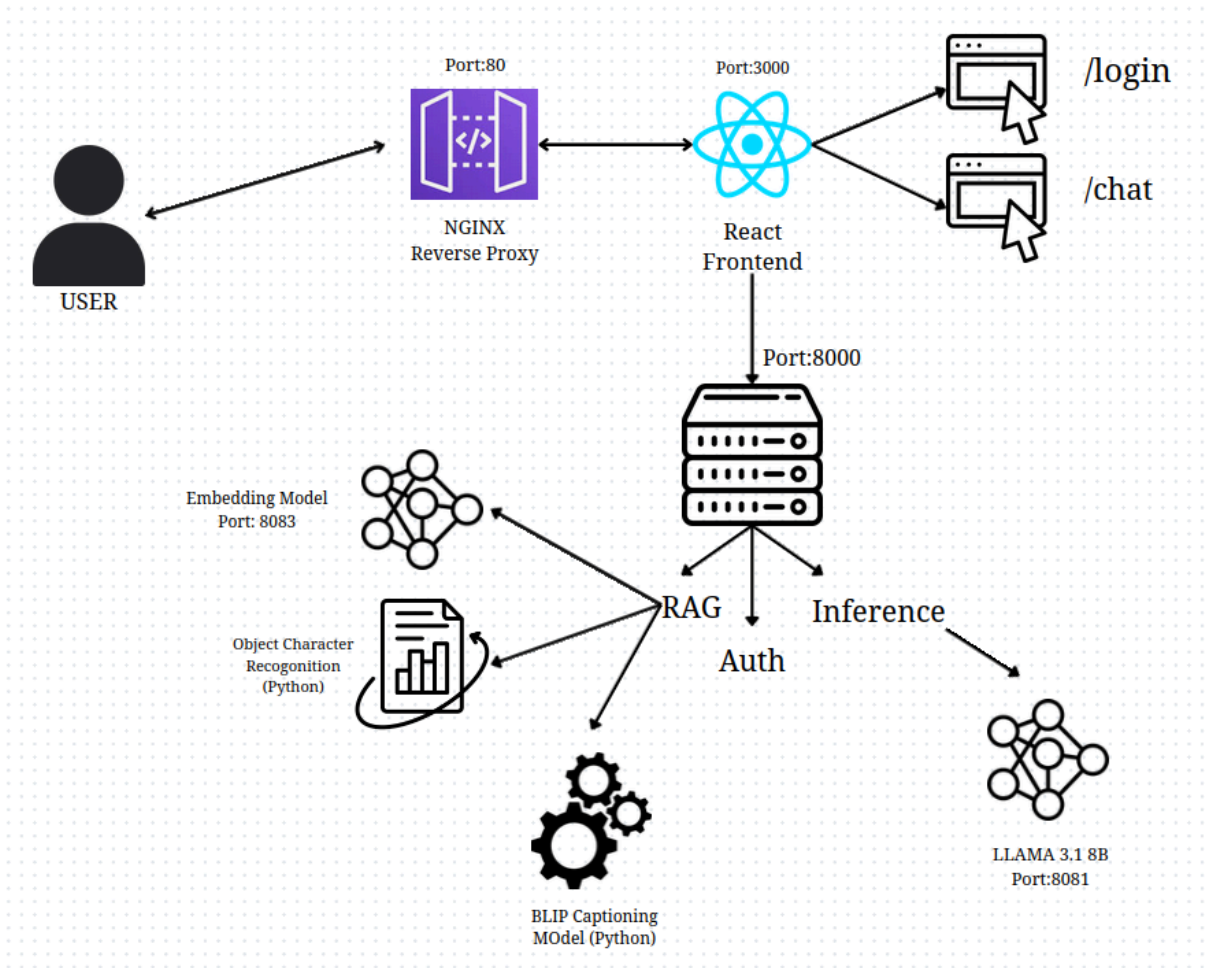 Port:80
Port:3000
/login
</>
/chat
NGINX
Reverse Proxy
React
Frontend
USER
Port:8000
Embedding Model
Port: 8083
RAG
Inference
Auth
Object Character
Recogonition
(Python)
LLAMA 3.1 8B
Port:8081
BLIP Captioning
MOdel (Python)